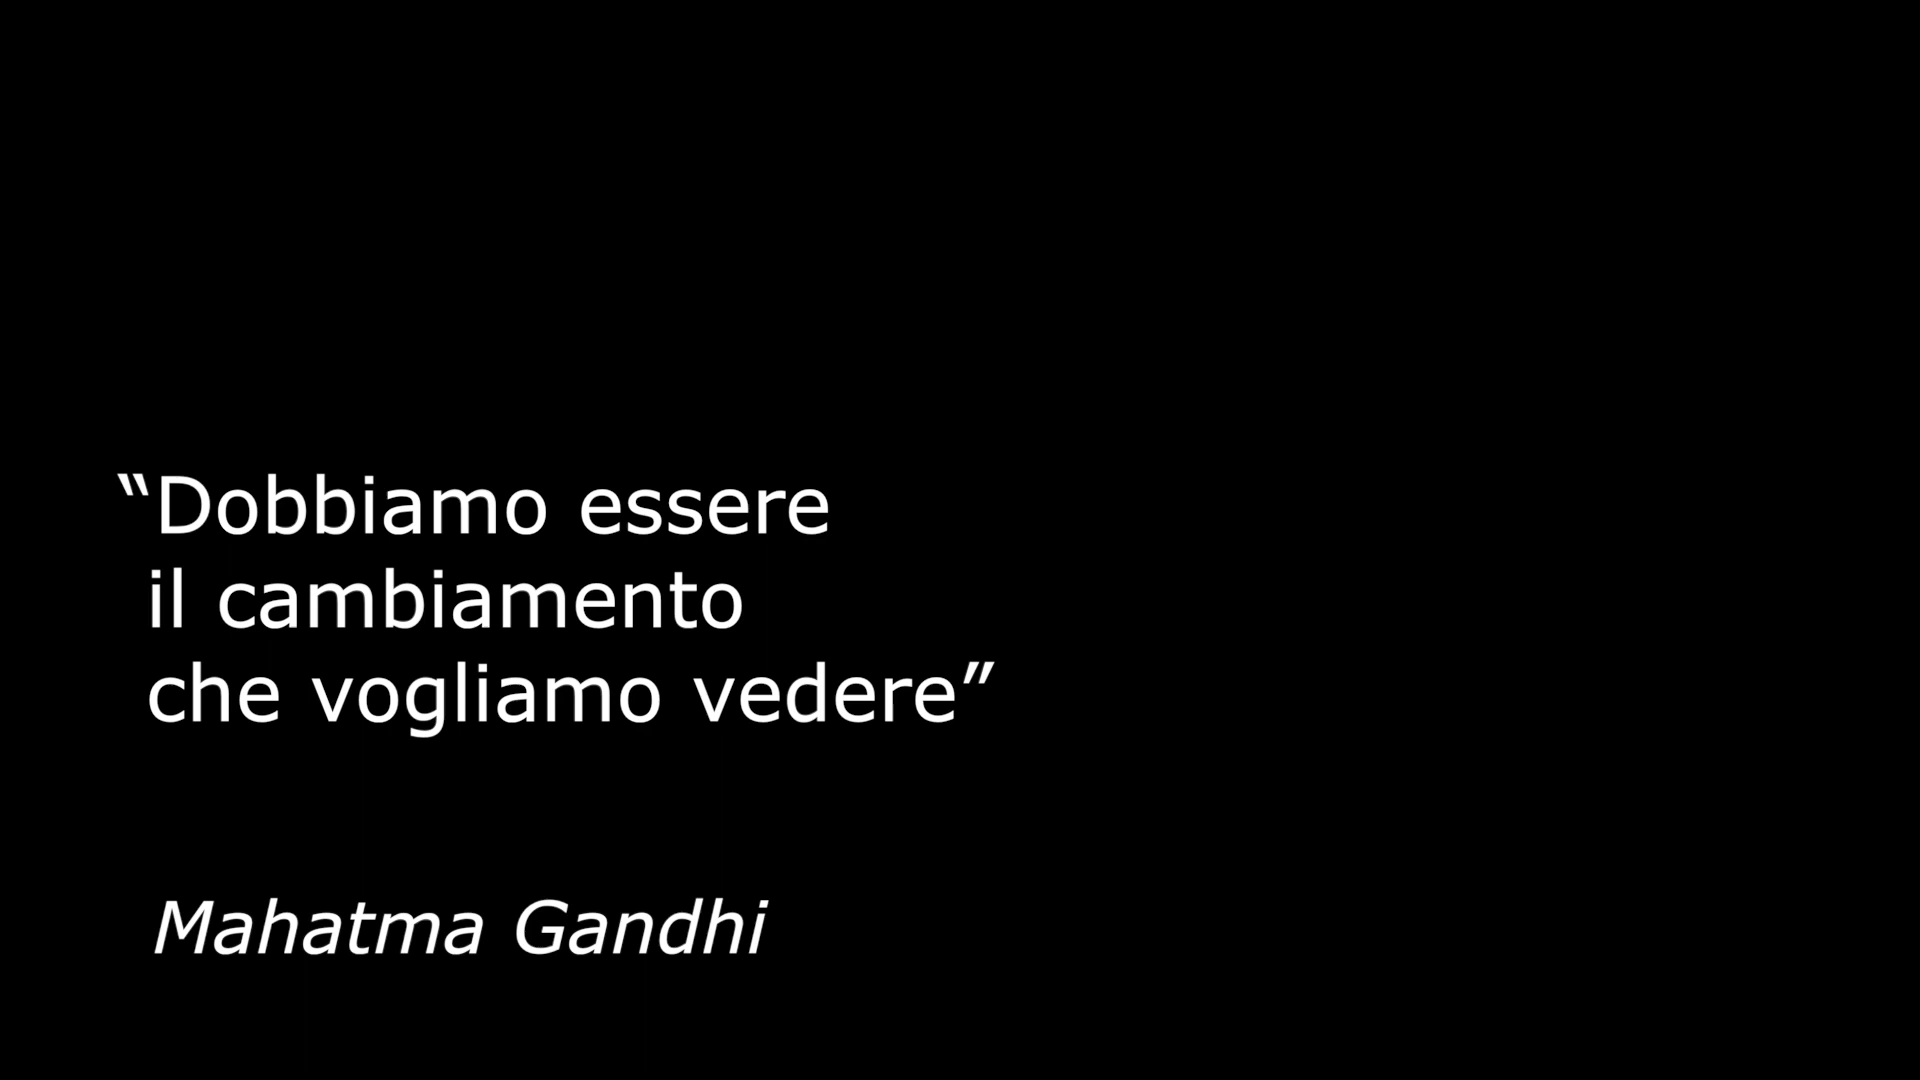 “Dobbiamo essere
il cambiamento
che vogliamo vedere”
Mahatma Gandhi